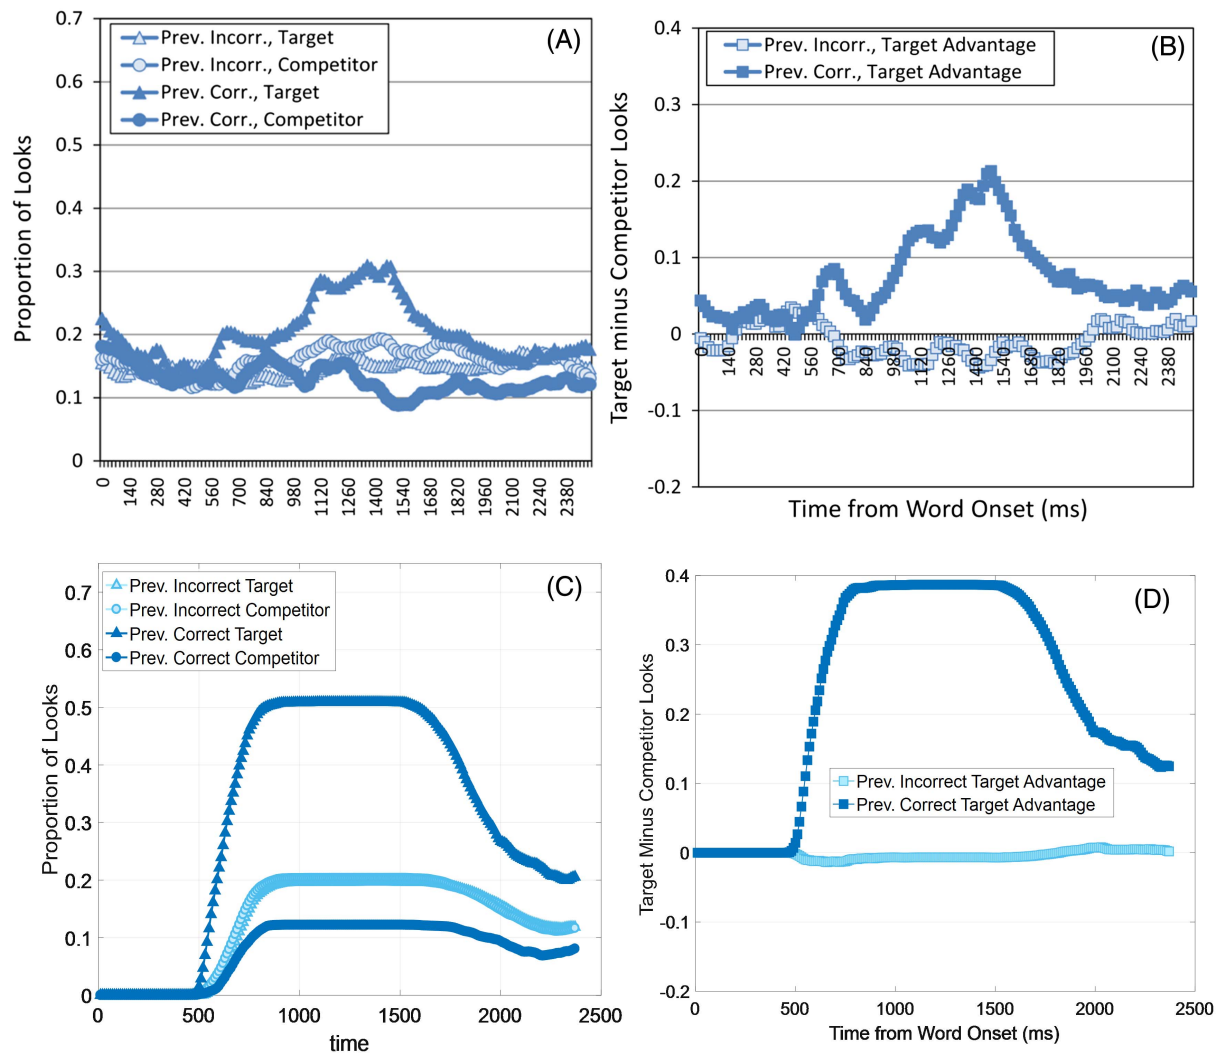 (A)
Prev. Incorr., Target
Prev. Incorr., Competitor
Prev. Corr., Target
Prev. Corr., Competitor
Proportion of Looks
0.7
0.6
0.5
0.4
0.3
0.2
0.1
0
0 140 280 420 560 700 840 980 1120 1260 1400 1540 1680 1820 1960 2100 2240 2380
(B)
Prev. Incorr., Target Advantage
Prev. Corr., Target Advantage
Target minus Competitor Looks
0.4
0.3
0.2
0.1
0
-0.1
-0.2
0 140 280 420 560 700 840 980 1120 1260 1400 1540 1680 1820 1960 2100 2240 2380
Time from Word Onset (ms)
(C)
Prev. Incorrect Target
Prev. Incorrect Competitor
Prev. Correct Target
Prev. Correct Competitor
Proportion of Looks
0.7
0.6
0.5
0.4
0.3
0.2
0.1
0
0 500 1000 1500 2000 2500
time
(D)
Target Minus Competitor Looks
0.4
0.3
0.2
0.1
0
-0.1
-0.2
Prev. Incorrect Target Advantage
Prev. Correct Target Advantage
0 500 1000 1500 2000 2500
Time from Word Onset (ms)